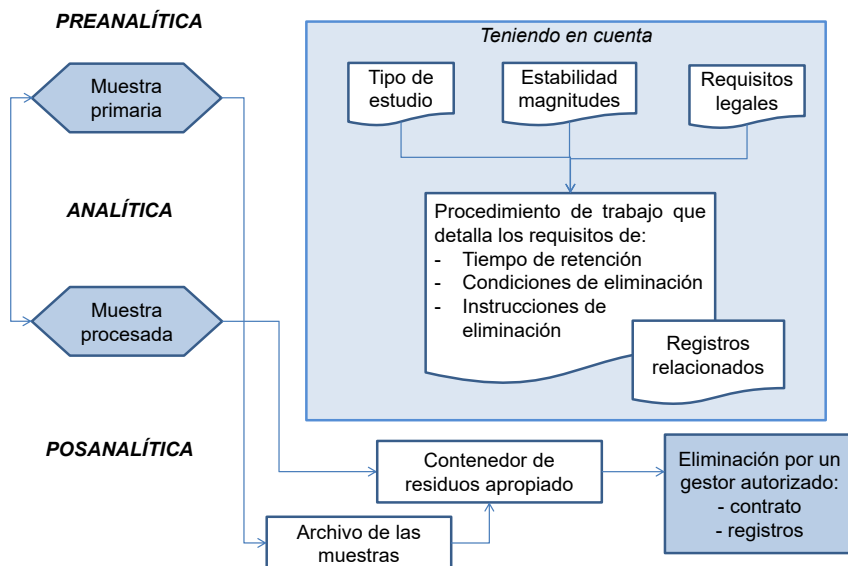 PREANALÍTICA
Muestra
primaria
ANALÍTICA
Muestra
procesada
POSANALÍTICA
Teniendo en cuenta
Tipo de
estudio
Estabilidad
magnitudes
Requisitos
legales
Procedimiento de trabajo que
detalla los requisitos de:
- Tiempo de retención
- Condiciones de eliminación
- Instrucciones de
eliminación
Registros
relacionados
Contenedor de
residuos apropiado
Archivo de las
muestras
Eliminación por un
gestor autorizado:
- contrato
- registros